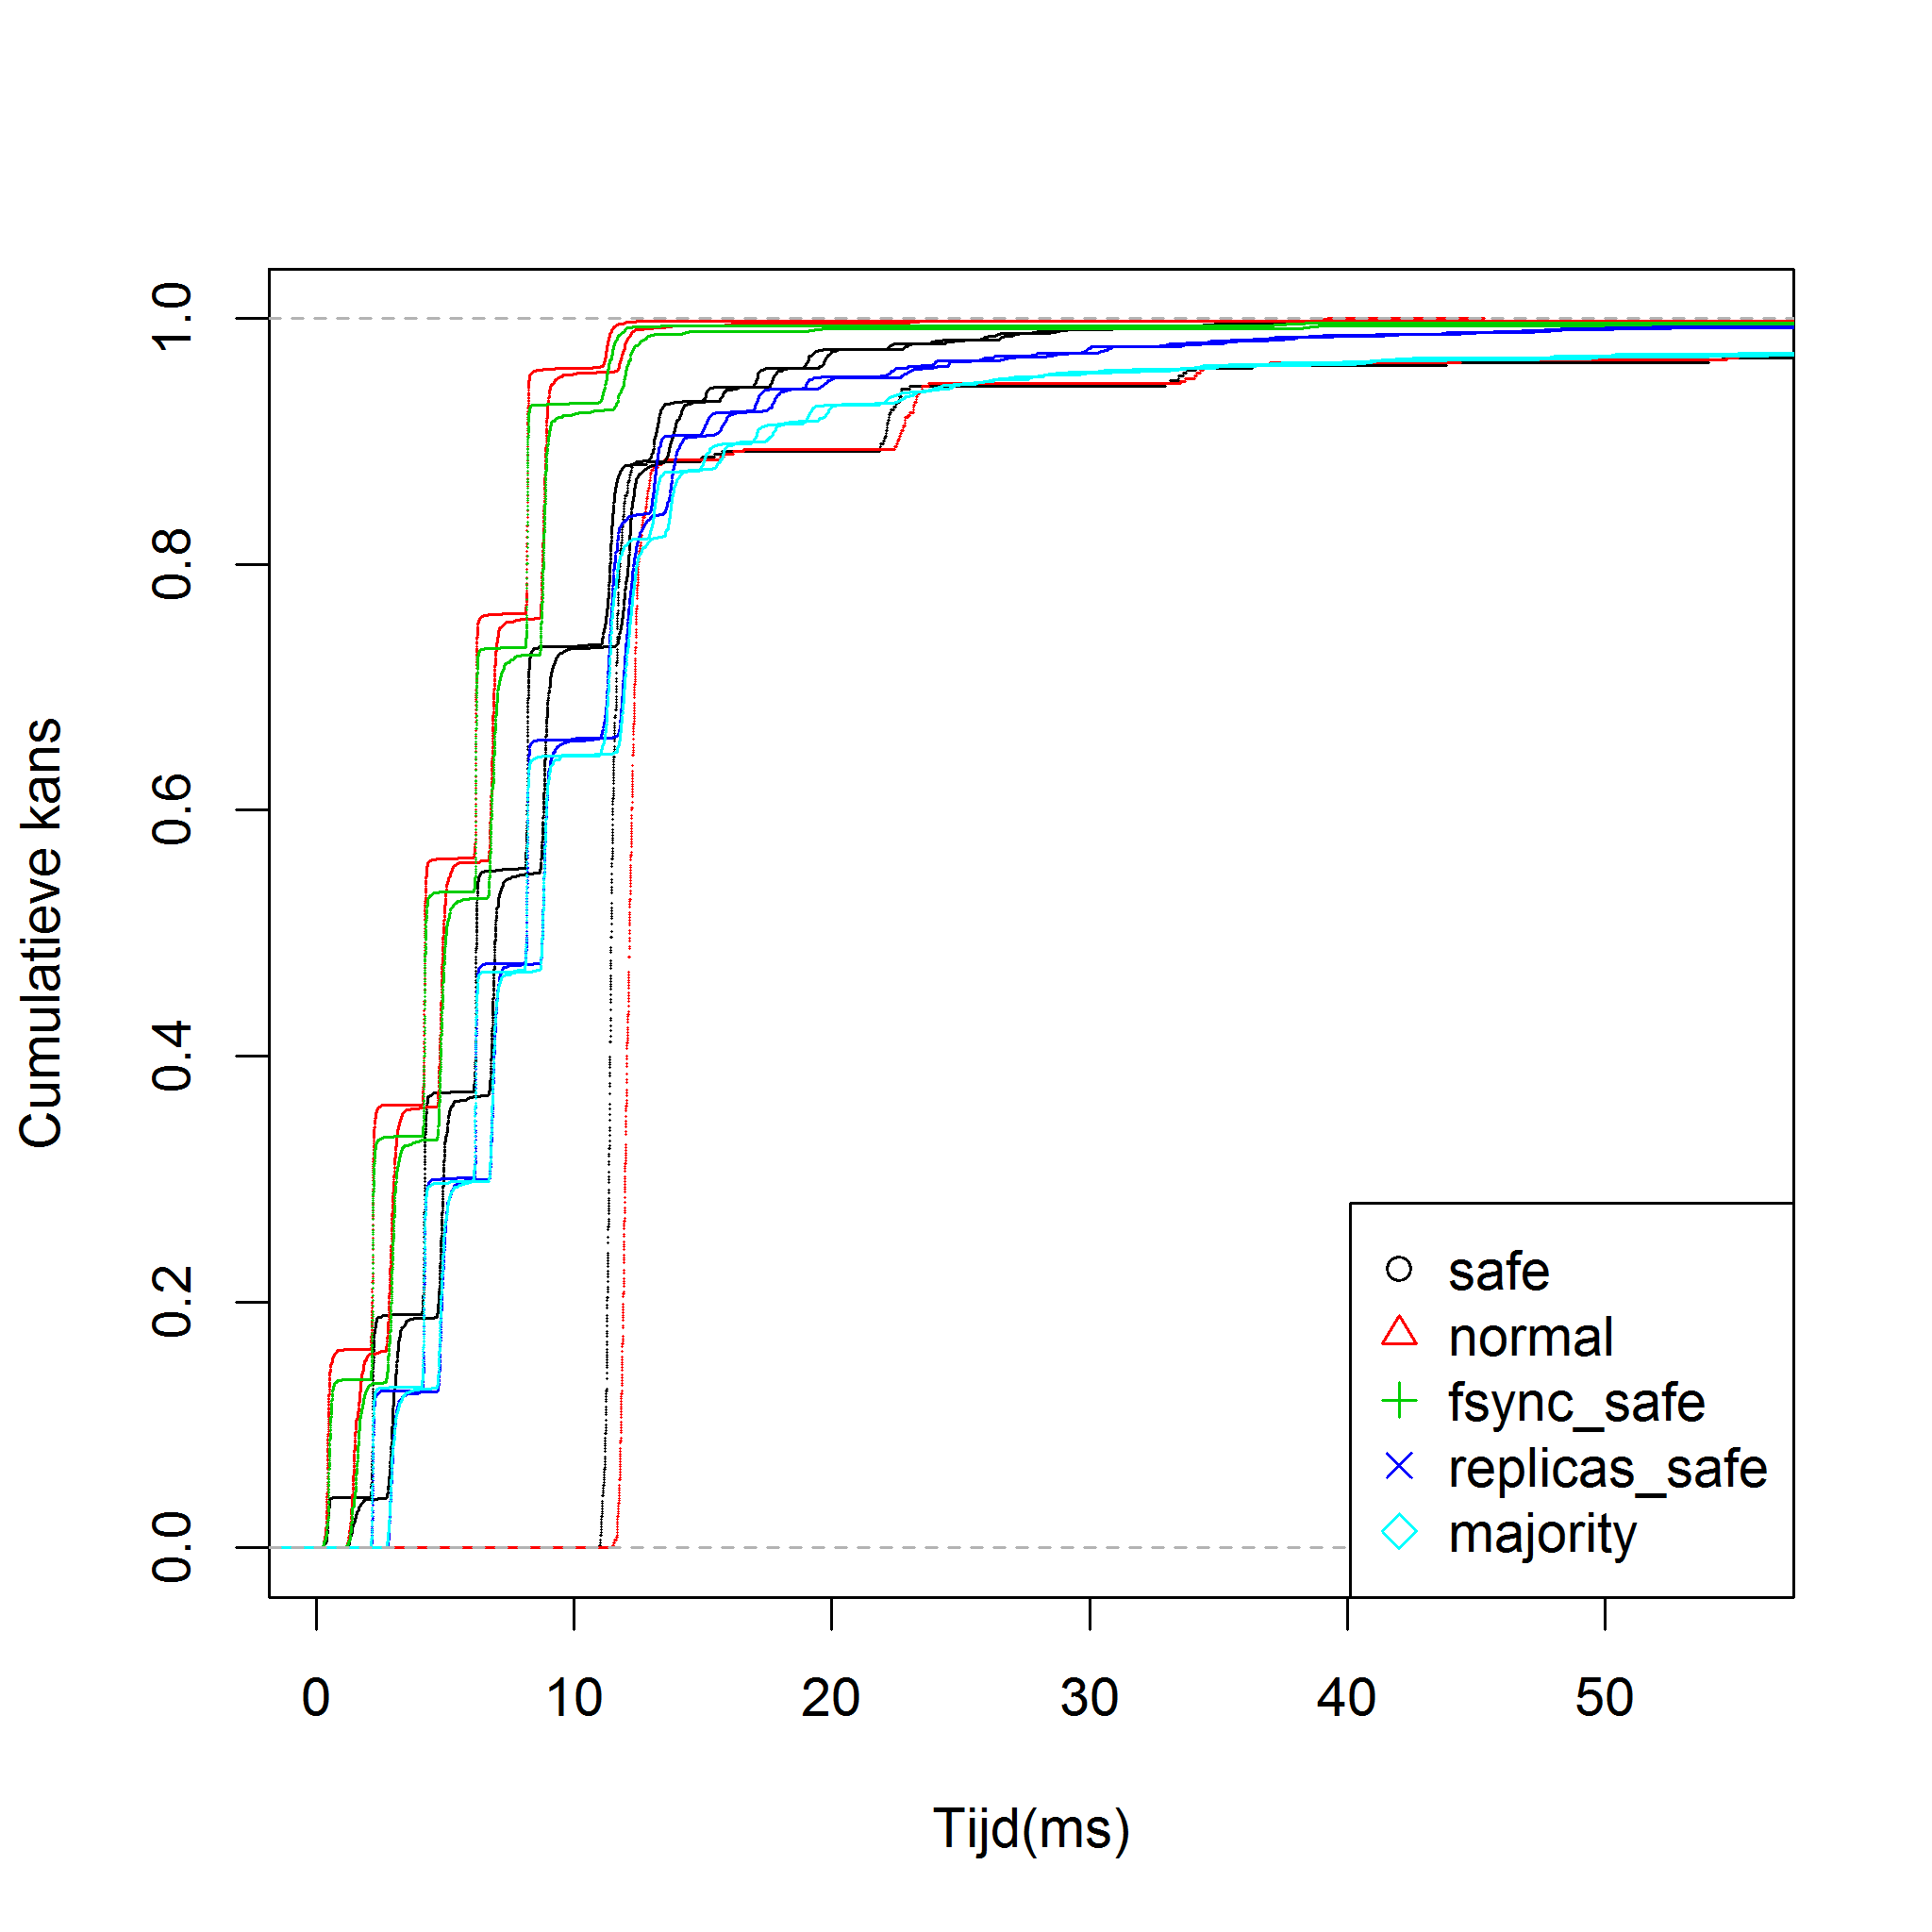 Cumulatieve kans
1.0
0.8
0.6
0.4
0.2
0.0
safe
normal
fsync_safe
replicas_safe
majority
0 10 20 30 40 50
Tijd(ms)